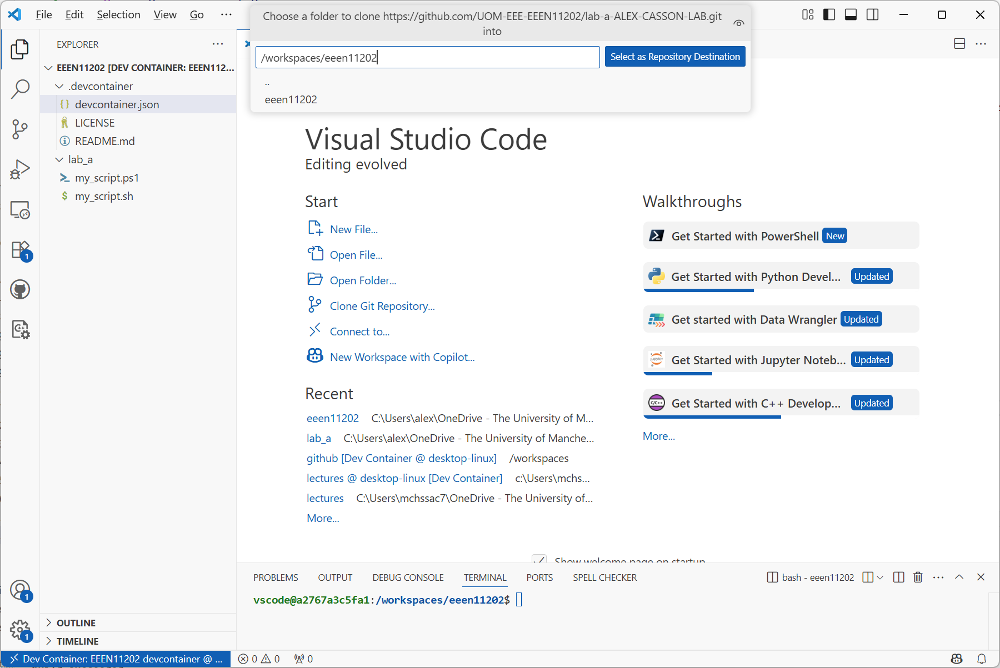 File Edit Selection View Go ···
Choose a folder to clone https://github.com/UOM-EEE-EEEN11202/lab-a-ALEX-CASSON-LAB.git
into
/workspaces/eeen11202
Select as Repository Destination
..
eeen11202
EXPLORER
EEEN11202 [DEV CONTAINER: EEEN112...
.devcontainer
{} devcontainer.json
LICENSE
README.md
lab_a
my_script.ps1
$ my_script.sh
OUTLINE
TIMELINE
Visual Studio Code
Editing evolved
Start
New File...
Open File...
Open Folder...
Clone Git Repository...
Connect to...
New Workspace with Copilot...
Recent
eeen11202 C:\Users\alex\OneDrive - The University of M...
lab_a C:\Users\alex\OneDrive - The University of Manche...
github [Dev Container @ desktop-linux] /workspaces
lectures @ desktop-linux [Dev Container] c:\Users\mchs...
lectures C:\Users\mchssac7\OneDrive - The University of...
More...
Walkthroughs
Get Started with PowerShell New
Get Started with Python Devel... Updated
Get started with Data Wrangler Updated
Get Started with Jupyter Noteb... Updated
Get Started with C++ Develop... Updated
More...
Show welcome page on startup
PROBLEMS OUTPUT DEBUG CONSOLE TERMINAL PORTS SPELL CHECKER
bash - eeen11202
vscode@a2767a3c5fa1:/workspaces/eeen11202$
1
1
1
Dev Container: EEEN11202 devcontainer @ ...
0 0 0